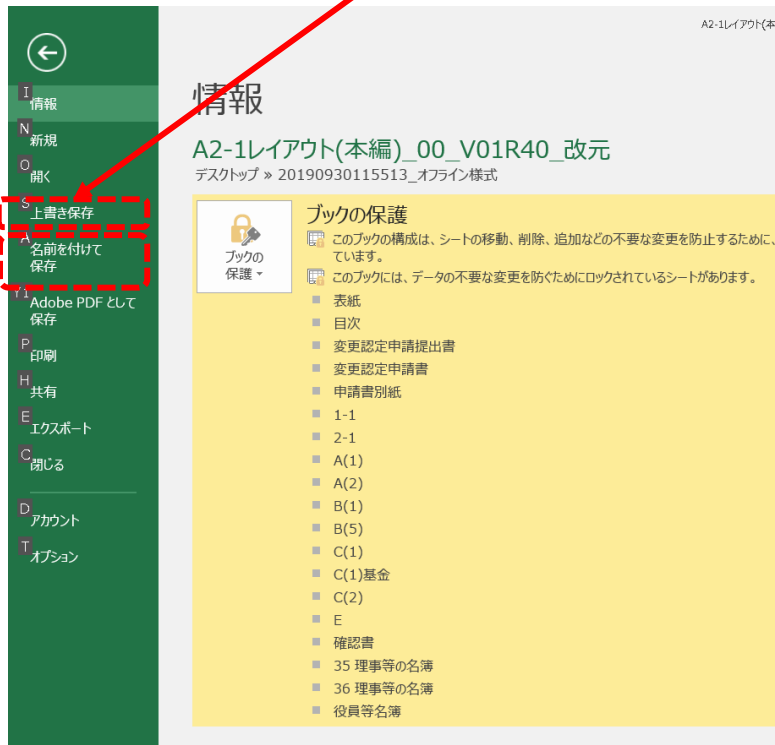 A2-1レイアウト(本
I
情報
N
新規
O
開く
S
上書き保存
A
名前を付けて
保存
Y1
Adobe PDF として
保存
P
印刷
H
共有
E
エクスポート
C
閉じる
D
アカウント
T
オプション
情報
A2-1レイアウト(本編)_00_V01R40_改元
デスクトップ » 20190930115513_オフライン様式
ブックの
保護
ブックの保護
このブックの構成は、シートの移動、削除、追加などの不要な変更を防止するために、
ています。
このブックには、データの不要な変更を防ぐためにロックされているシートがあります。
表紙
目次
変更認定申請提出書
変更認定申請書
申請書別紙
1-1
2-1
A(1)
A(2)
B(1)
B(5)
C(1)
C(1)基金
C(2)
E
確認書
35 理事等の名簿
36 理事等の名簿
役員等名簿